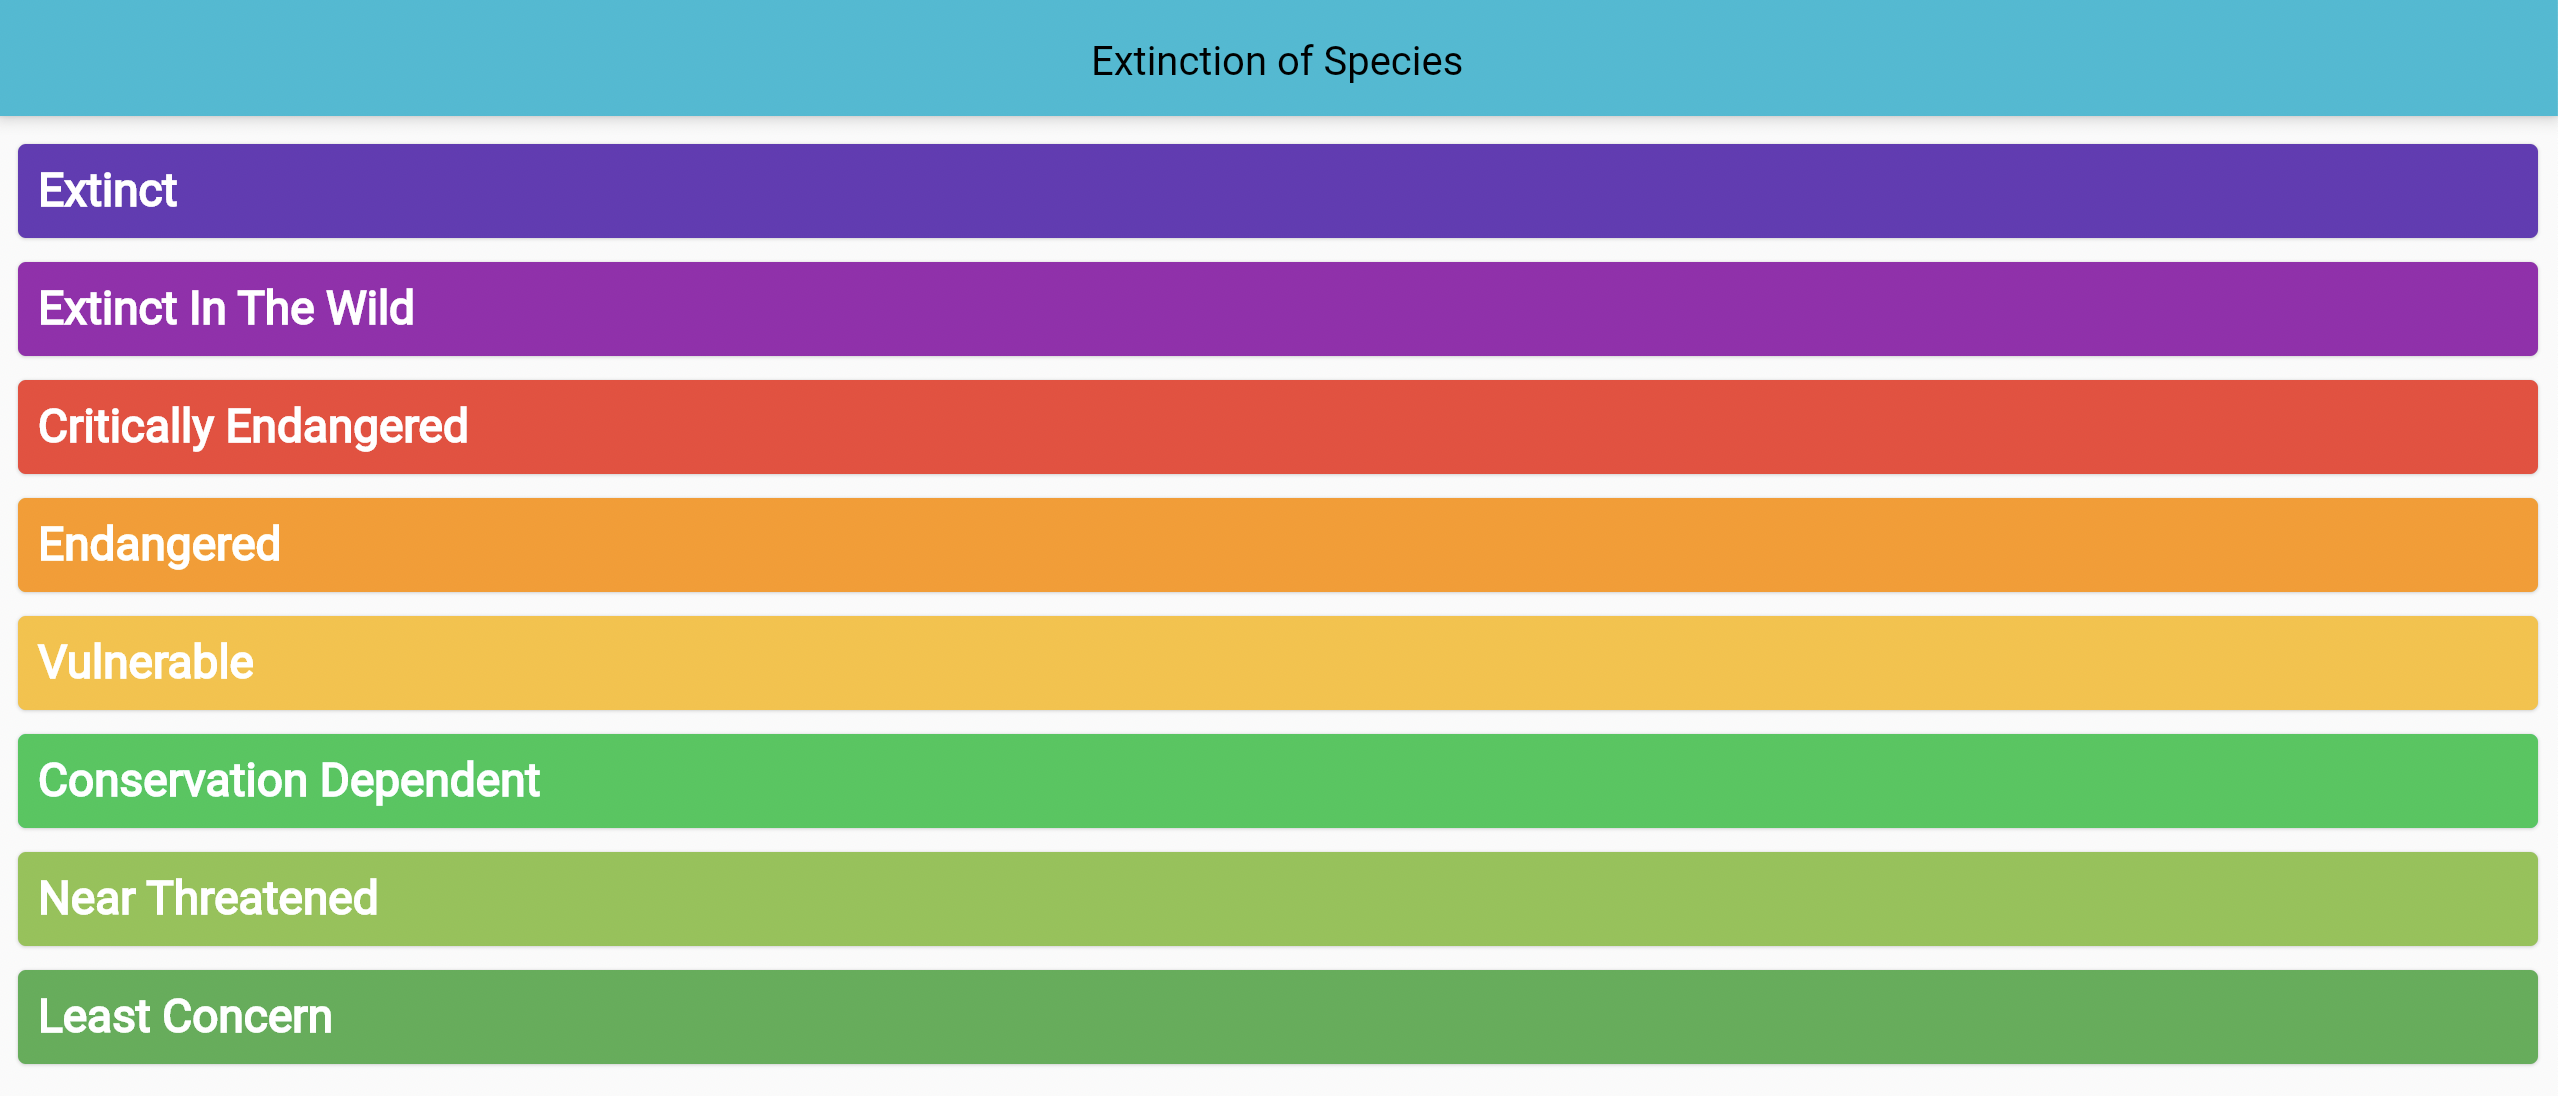 Extinction of Species
Extinct
Extinct In The Wild
Critically Endangered
Endangered
Vulnerable
Conservation Dependent
Near Threatened
Least Concern